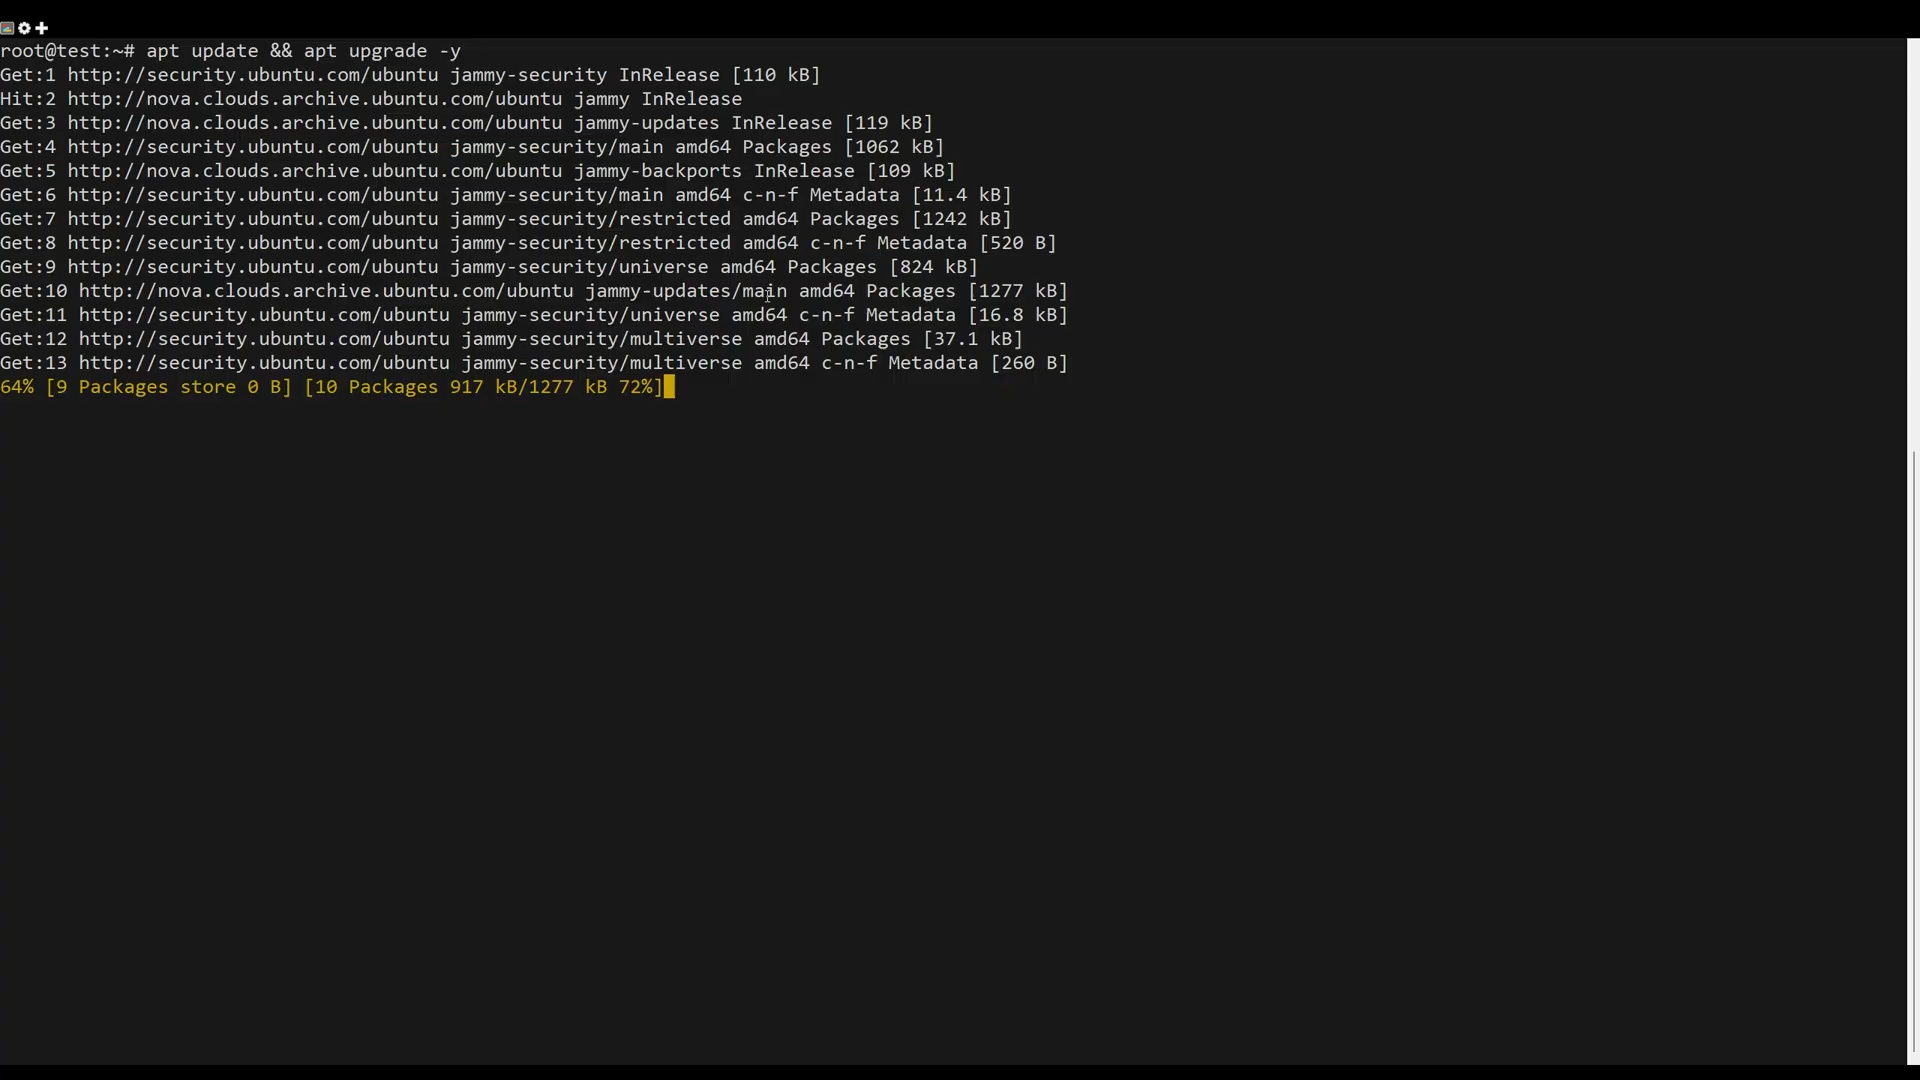 root@test:~# apt update && apt upgrade -y
Get:1 http://security.ubuntu.com/ubuntu jammy-security InRelease [110 kB]
Hit:2 http://nova.clouds.archive.ubuntu.com/ubuntu jammy InRelease
Get:3 http://nova.clouds.archive.ubuntu.com/ubuntu jammy-updates InRelease [119 kB]
Get:4 http://security.ubuntu.com/ubuntu jammy-security/main amd64 Packages [1062 kB]
Get:5 http://nova.clouds.archive.ubuntu.com/ubuntu jammy-backports InRelease [109 kB]
Get:6 http://security.ubuntu.com/ubuntu jammy-security/main amd64 c-n-f Metadata [11.4 kB]
Get:7 http://security.ubuntu.com/ubuntu jammy-security/restricted amd64 Packages [1242 kB]
Get:8 http://security.ubuntu.com/ubuntu jammy-security/restricted amd64 c-n-f Metadata [520 B]
Get:9 http://security.ubuntu.com/ubuntu jammy-security/universe amd64 Packages [824 kB]
Get:10 http://nova.clouds.archive.ubuntu.com/ubuntu jammy-updates/main amd64 Packages [1277 kB]
Get:11 http://security.ubuntu.com/ubuntu jammy-security/universe amd64 c-n-f Metadata [16.8 kB]
Get:12 http://security.ubuntu.com/ubuntu jammy-security/multiverse amd64 Packages [37.1 kB]
Get:13 http://security.ubuntu.com/ubuntu jammy-security/multiverse amd64 c-n-f Metadata [260 B]
64% [9 Packages store 0 B] [10 Packages 917 kB/1277 kB 72%]